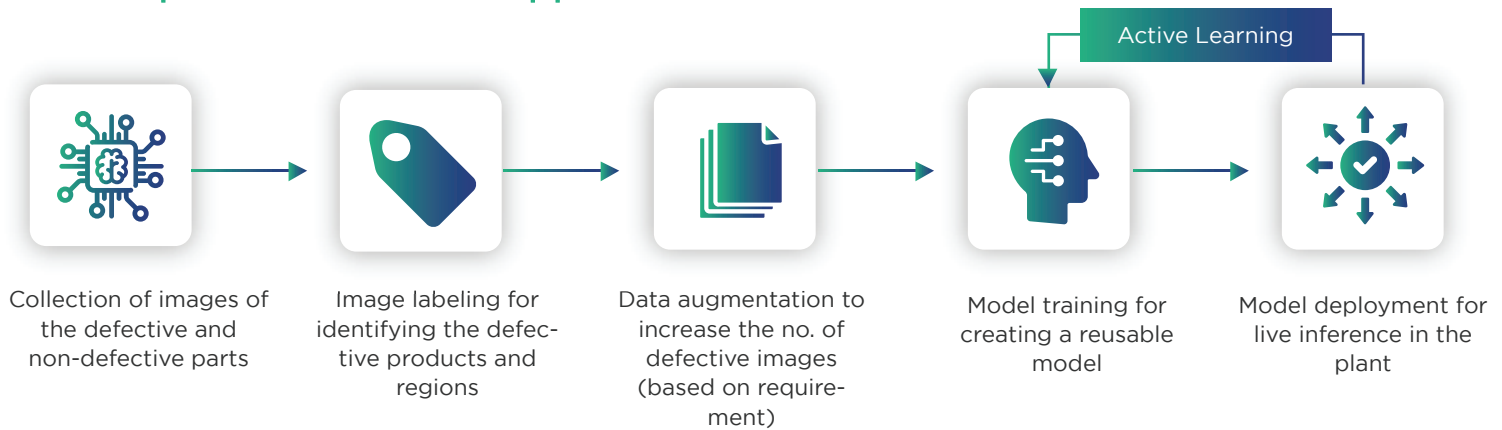 Active Learning
Collection of images of
the defective and
non-defective parts
Image labeling for
identifying the defec-
tive products and
regions
Data augmentation to
increase the no. of
defective images
(based on require-
ment)
Model training for
creating a reusable
model
Model deployment for
live inference in the
plant